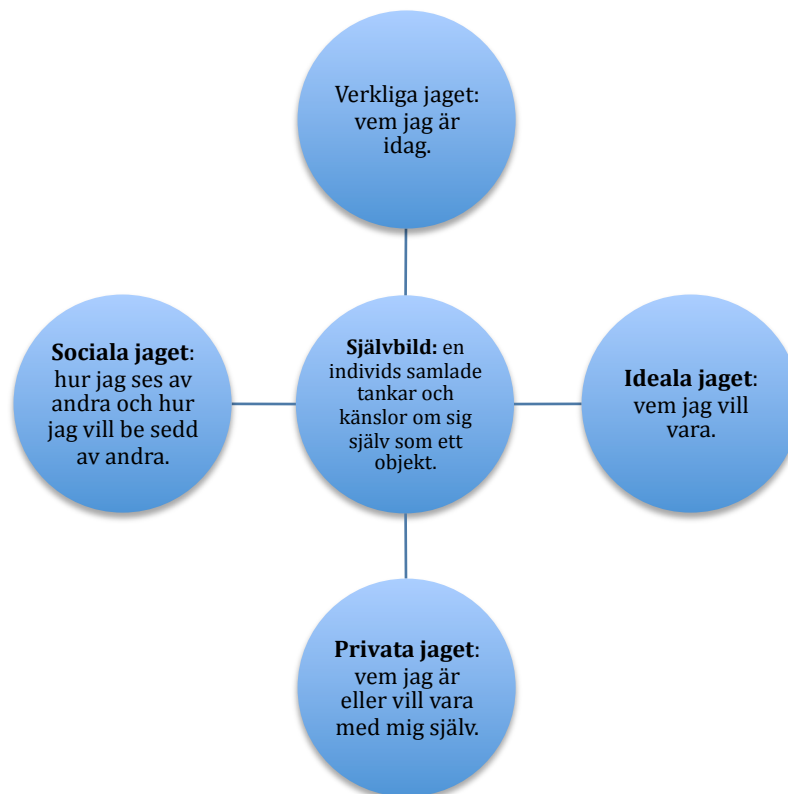 Verkliga jaget:
vem jag är
idag.
Sociala jaget:
hur jag ses av
andra och hur
jag vill be sedd
av andra.
Självbild: en
individs samlade
tankar och
känslor om sig
själv som ett
objekt.
Ideala jaget:
vem jag vill
vara.
Privata jaget:
vem jag är
eller vill vara
med mig själv.